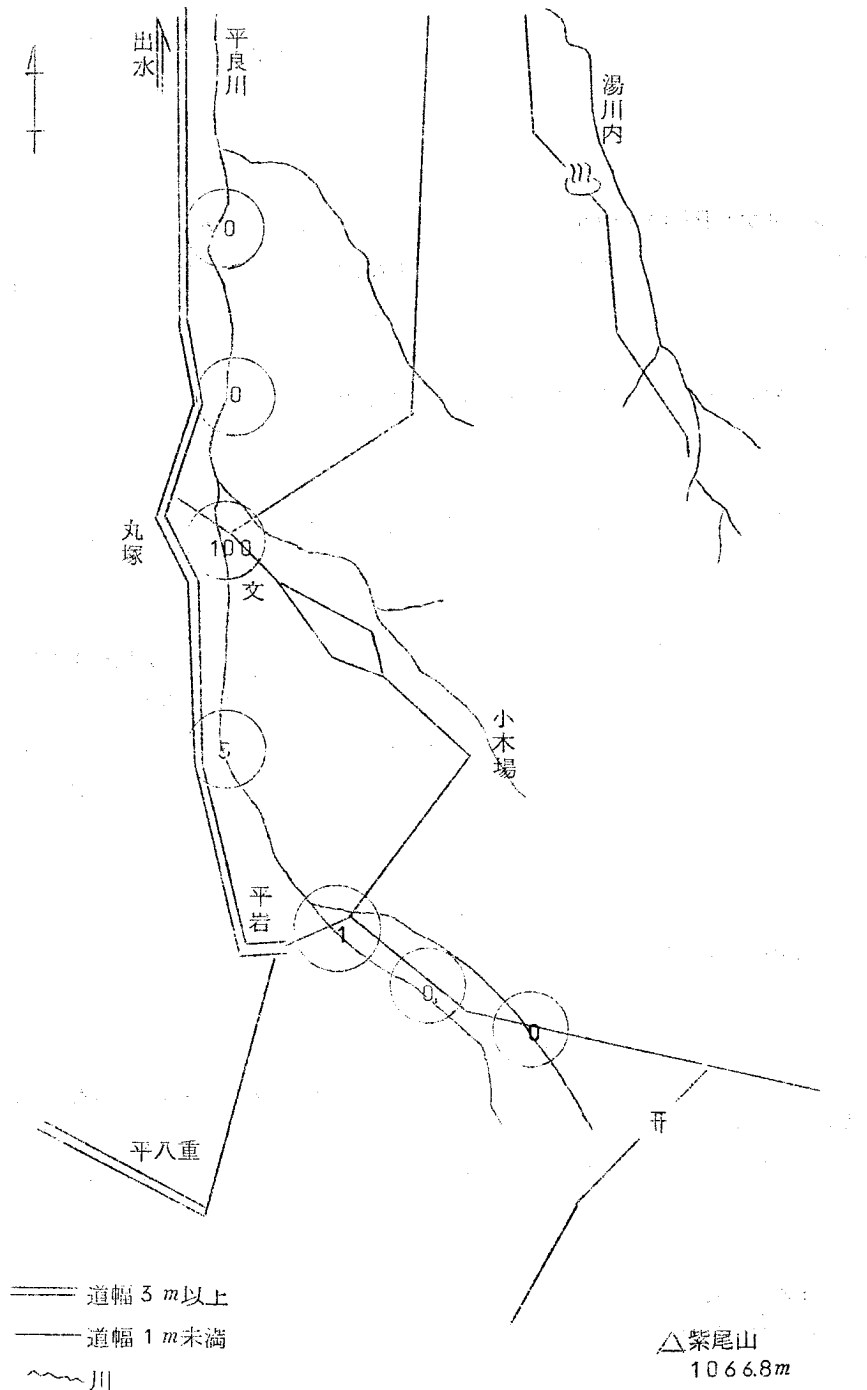 出水
平良川
湯川内
0
0
丸塚
100
文
5
小木場
平岩
1
0
0
平八重
道幅 3 m以上
道幅 1 m未満
川
紫尾山
1066.8m